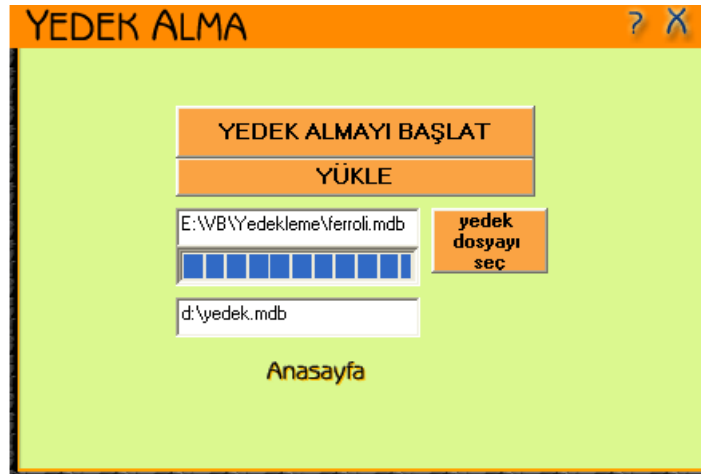 YEDEK ALMA
? X
YEDEK ALMAYI BAŞLAT
YÜKLE
E:\VB\Yedekleme\ferroli.mdb
yedek
dosyayı
seç
d:\yedek.mdb
Anasayfa